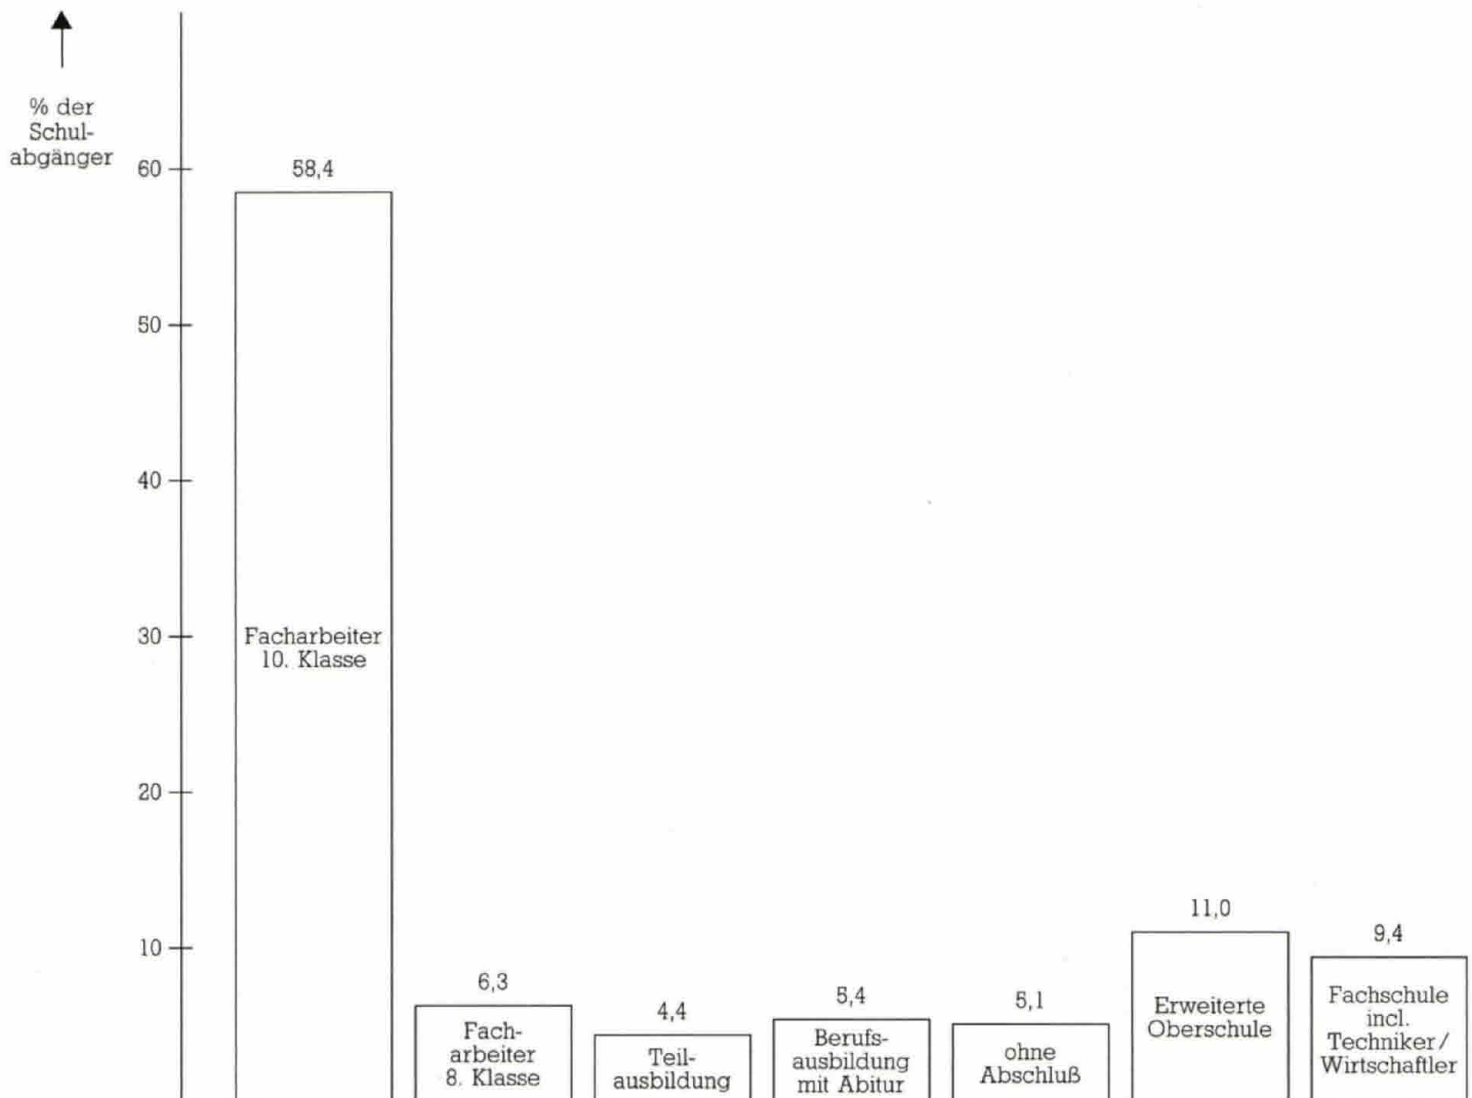 % der
Schul-
abgänger
60
58,4
50
40
30
Facharbeiter
10. Klasse
20
10
6,3
Fach-
arbeiter
8. Klasse
4,4
Teil-
ausbildung
5,4
Berufs-
ausbildung
mit Abitur
5,1
ohne
Abschluß
11,0
Erweiterte
Oberschule
9,4
Fachschule
incl.
Techniker/
Wirtschaftler